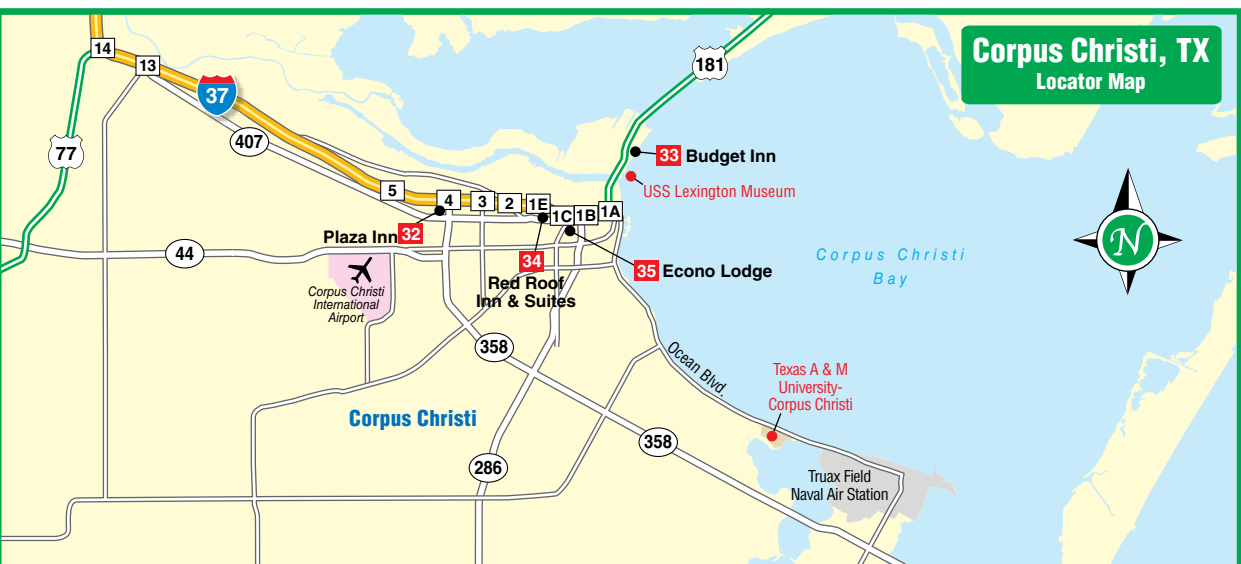 Corpus Christi, TX
Locator Map
14
13
37
181
77
407
33 Budget Inn
USS Lexington Museum
5
4
3
2
1E
1C
1B
1A
Plaza Inn 32
44
34
Red Roof
Inn & Suites
35 Econo Lodge
Corpus Christi
Bay
N
Corpus Christi
International
Airport
358
Ocean Blvd.
Texas A & M
University-
Corpus Christi
Corpus Christi
358
286
Truax Field
Naval Air Station